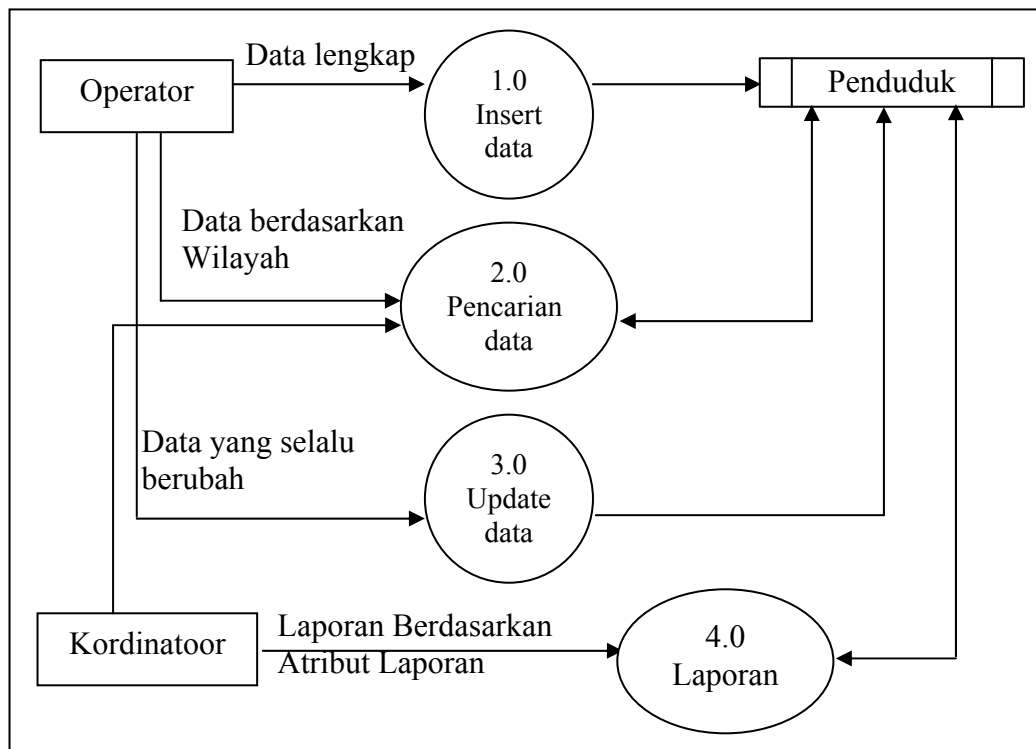 Data lengkap
Operator
1.0
Insert
data
Penduduk
Data berdasarkan
Wilayah
2.0
Pencarian
data
Data yang selalu
berubah
3.0
Update
data
Kordinatoor
Laporan Berdasarkan
Atribut Laporan
4.0
Laporan